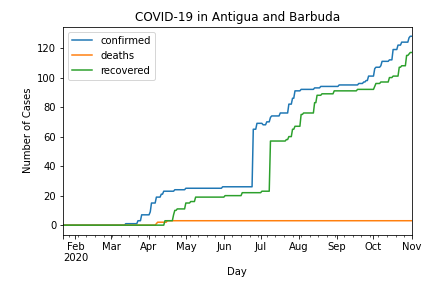 COVID-19 in Antigua and Barbuda
confirmed
deaths
recovered
Number of Cases
120
100
80
60
40
20
0
Feb Mar Apr May Jun Jul Aug Sep Oct Nov
2020
Day